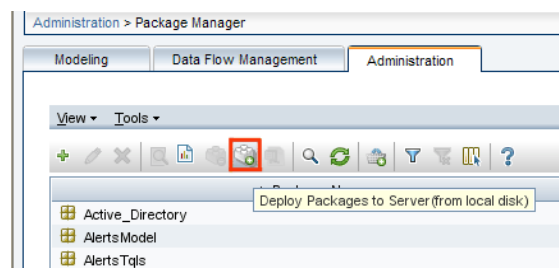 Administration > Package Manager
Modeling Data Flow Management Administration
View Tools
Deploy Packages to Server(from local disk)
Active_Directory
AlertsModel
AlertsTqls